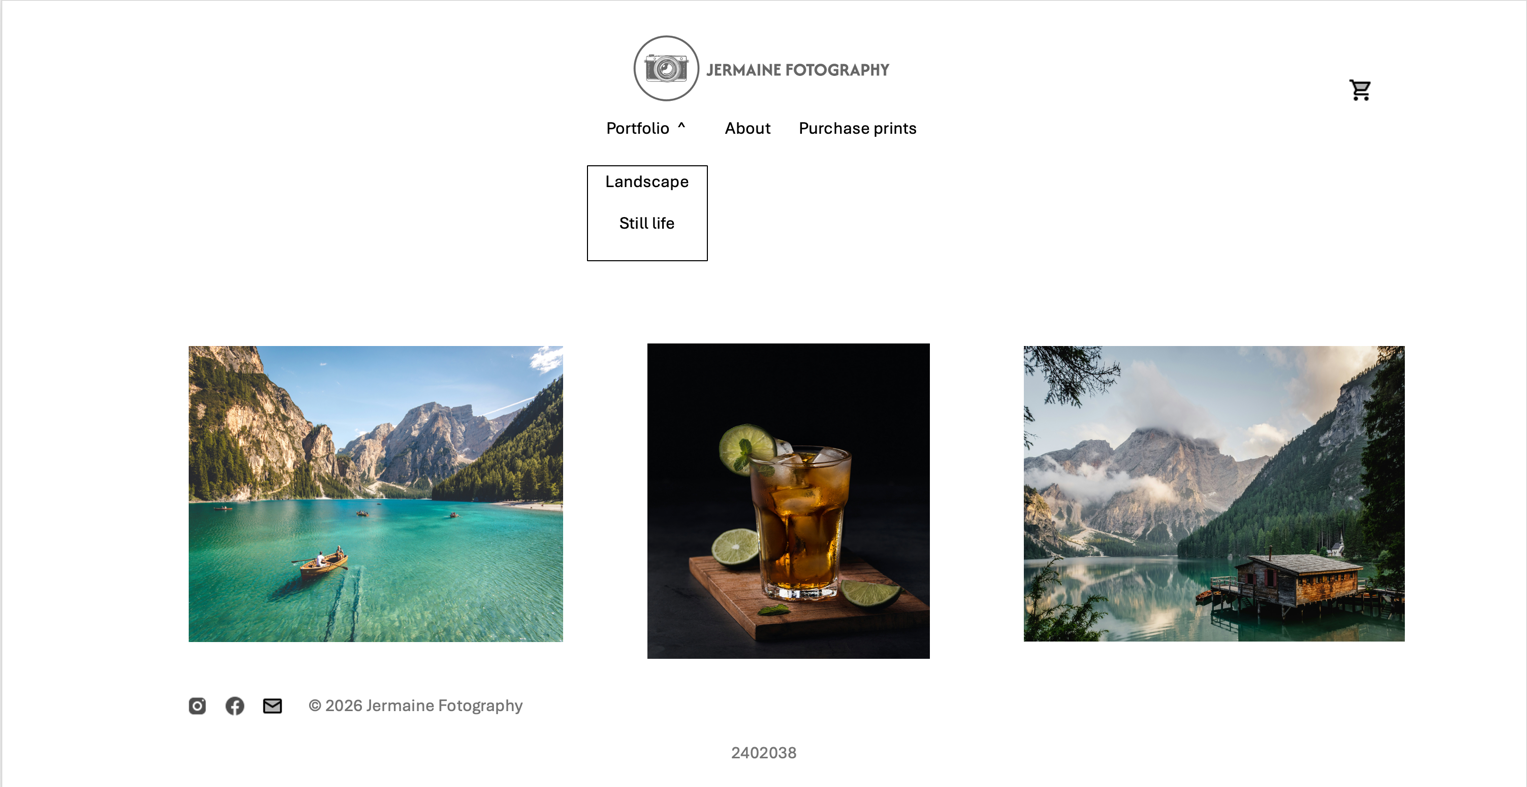 JERMAINE FOTOGRAPHY
Portfolio ^ About Purchase prints
Landscape
Still life
© 2026 Jermaine Fotography
2402038